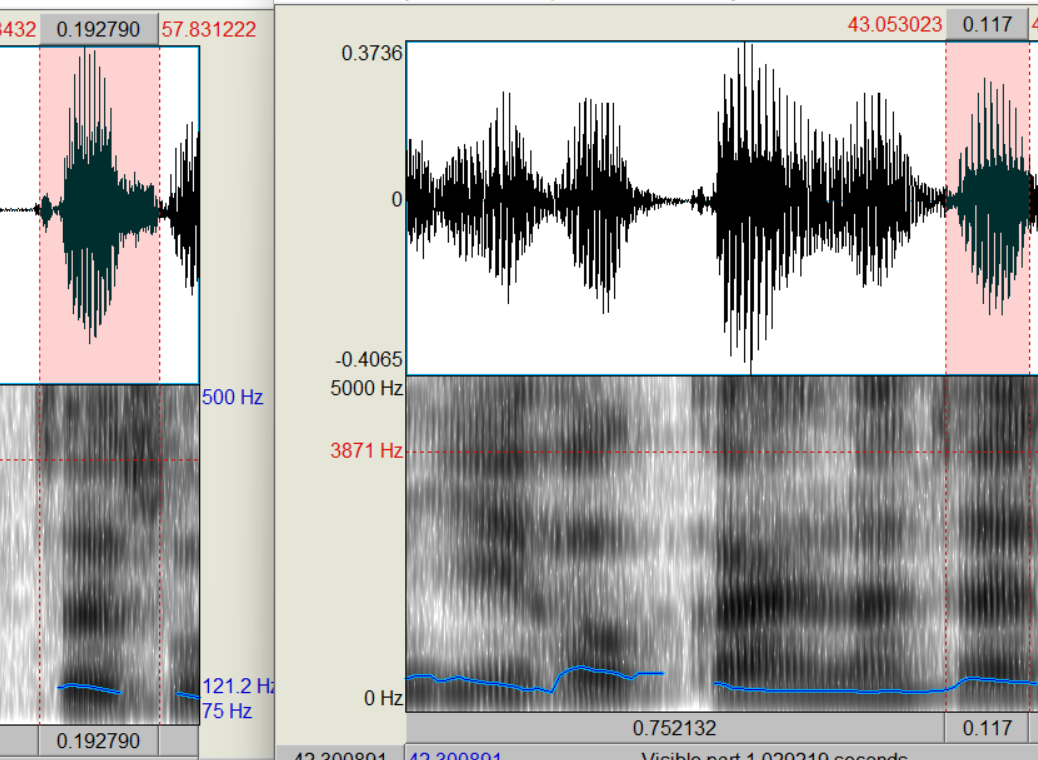 3432 0.192790 57.831222
500 Hz
121.2 Hz
75 Hz
0.192790
43.053023 0.117 4
0.3736
0
-0.4065
5000 Hz
3871 Hz
0 Hz
0.752132 0.117
42.300891 42.300891 Visible part 1.029219 seconds